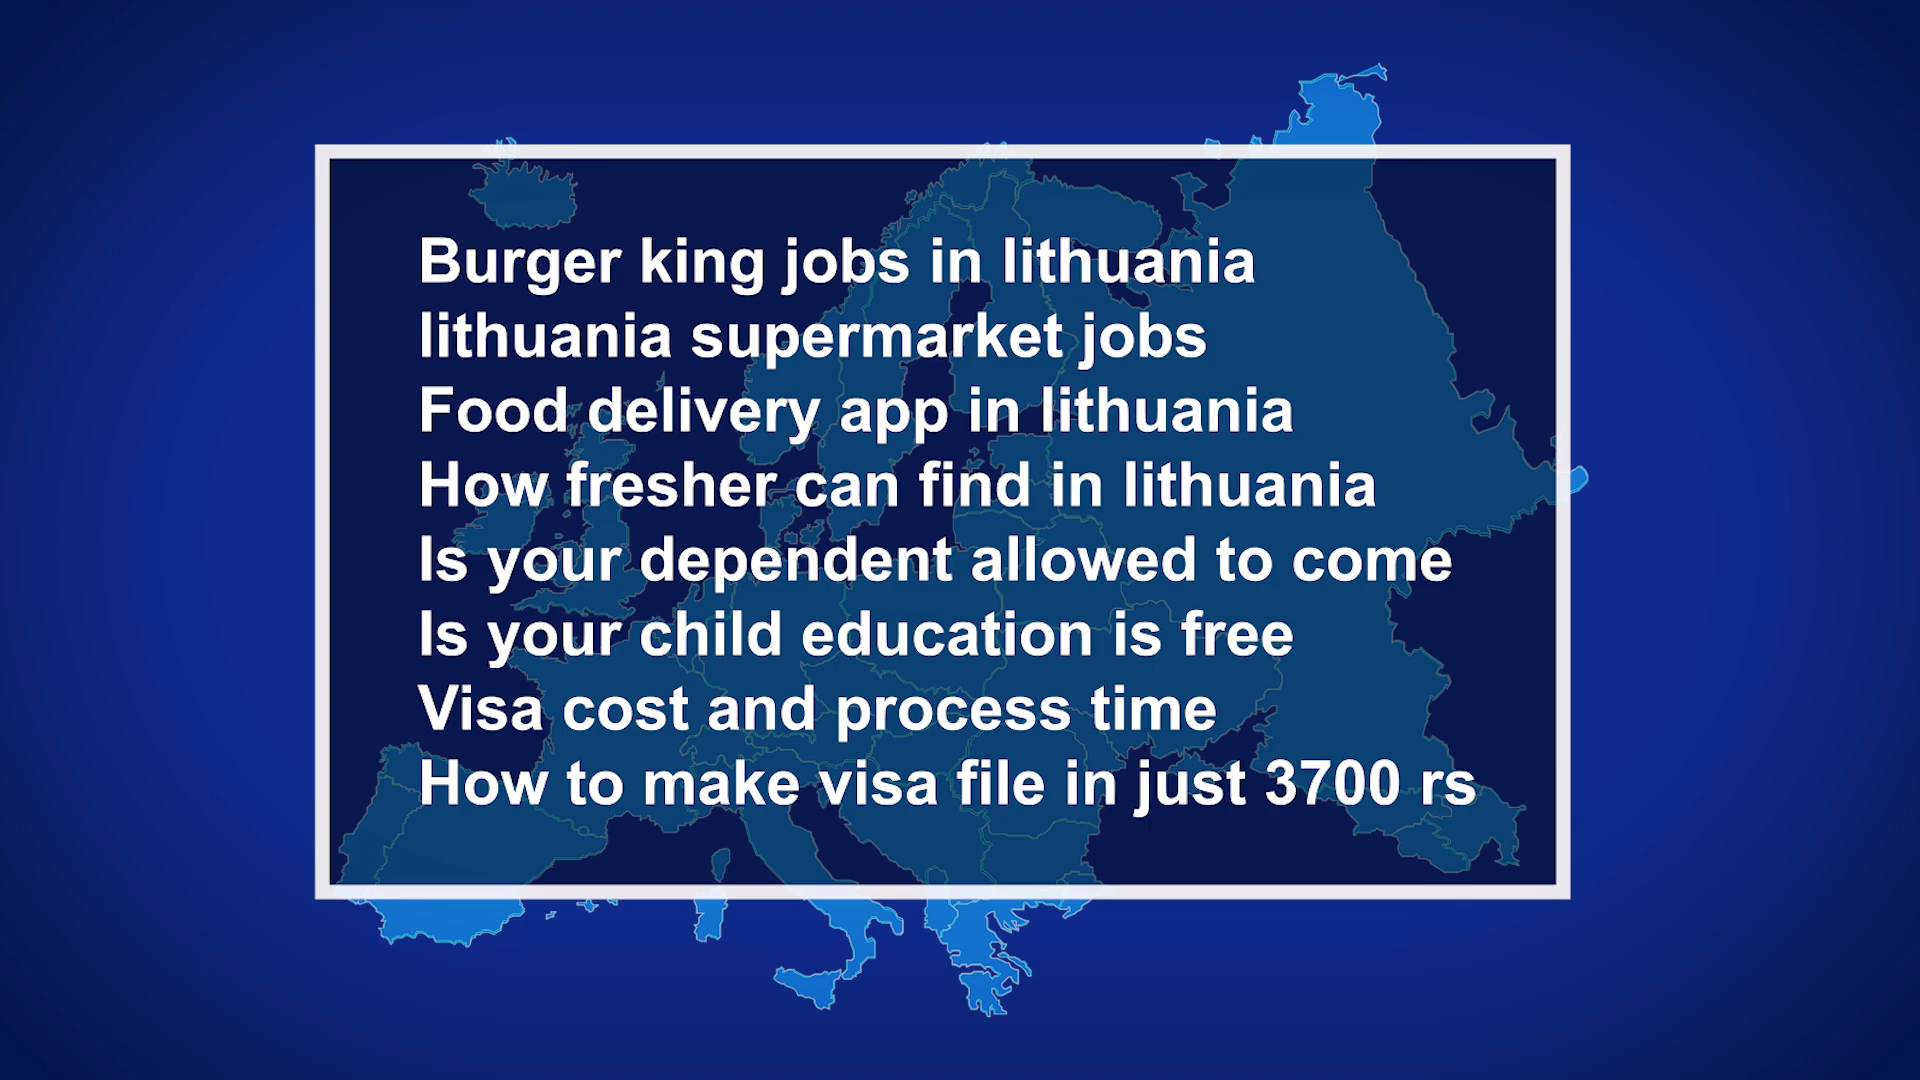 Burger king jobs in lithuania
lithuania supermarket jobs
Food delivery app in lithuania
How fresher can find in lithuania
Is your dependent allowed to come
Is your child education is free
Visa cost and process time
How to make visa file in just 3700 rs